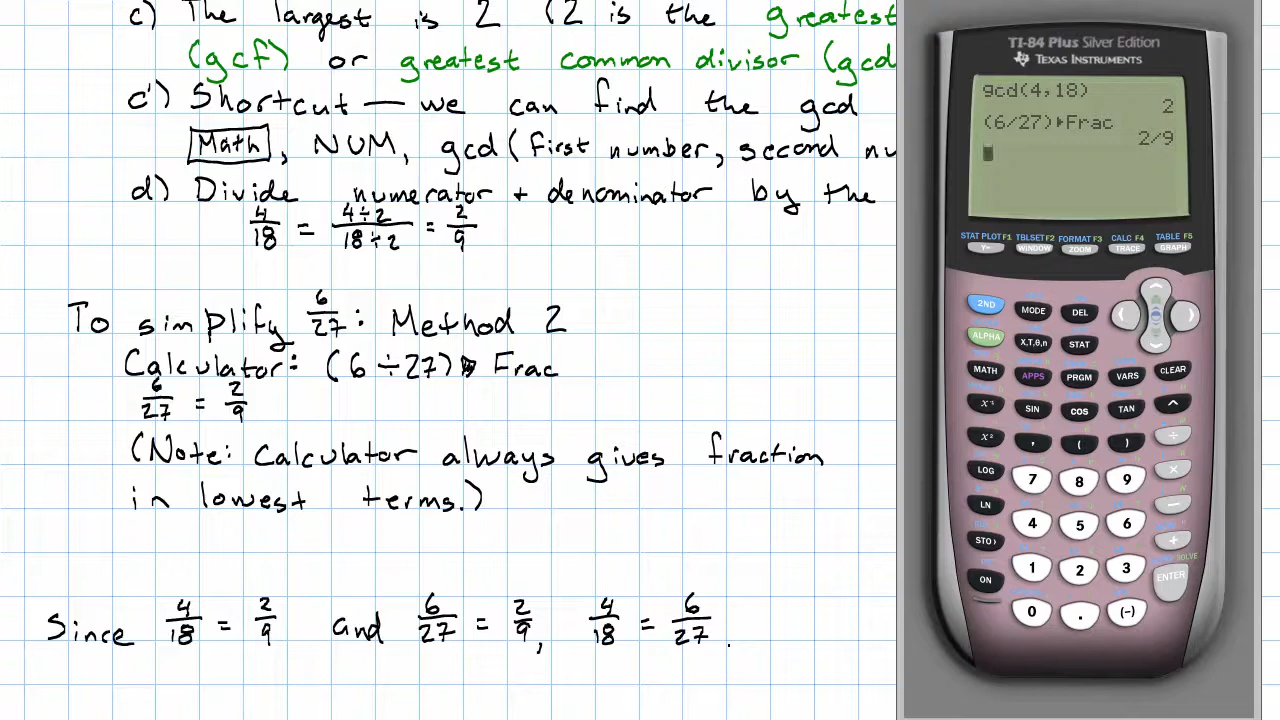 c) The largest is 2 (2 is the greatest
(gcf) or greatest common divisor (gcd
c') Shortcut — we can find the gcd
Math, NUM, gcd(first number, second nu
d) Divide numerator + denominator by the
4/18 = 4÷2/18÷2 = 2/9
To simplify 6/27: Method 2
Calculator: (6÷27)▸Frac
6/27 = 2/9
(Note: Calculator always gives fraction
in lowest terms.)
Since 4/18 = 2/9 and 6/27 = 2/9, 4/18 = 6/27.
TI-84 Plus Silver Edition
TEXAS INSTRUMENTS
gcd(4,18)
2
(6/27)▸Frac
2/9
STAT PLOT F1 TBLSET F2 FORMAT F3 CALC F4 TABLE F5
Y= WINDOW ZOOM TRACE GRAPH
2ND MODE DEL
ALPHA X,T,θ,n STAT
MATH APPS PRGM VARS CLEAR
x⁻¹ SIN COS TAN ^
x² , ( ) ÷
LOG 7 8 9 ×
LN 4 5 6 −
STO› 1 2 3 +
ON 0 . (−) ENTER
SOLVE